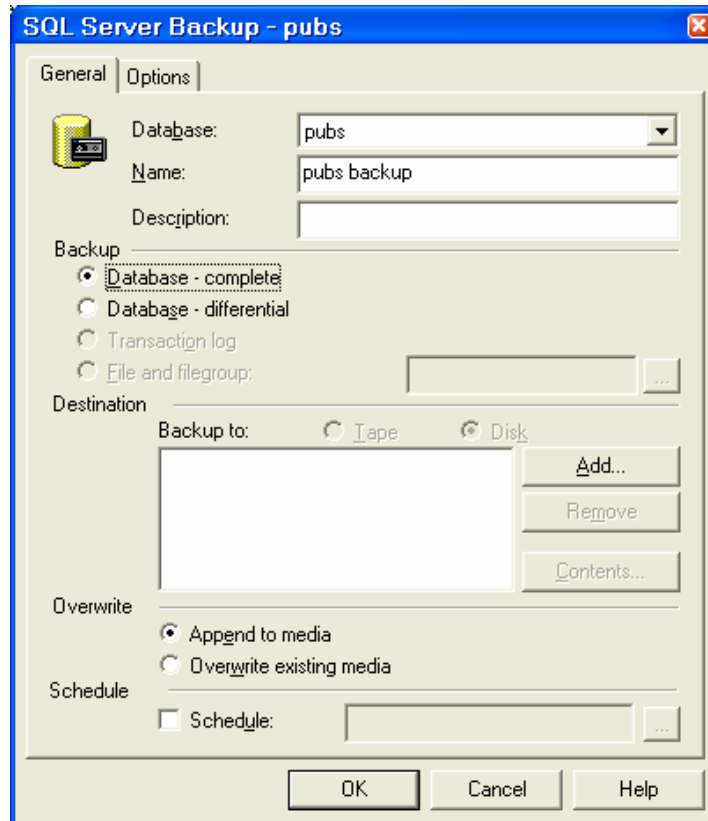 SQL Server Backup - pubs
General Options
Database: pubs
Name: pubs backup
Description:
Backup
Database - complete
Database - differential
Transaction log
File and filegroup: ...
Destination
Backup to: Tape Disk
Add...
Remove
Contents...
Overwrite
Append to media
Overwrite existing media
Schedule
Schedule: ...
OK Cancel Help